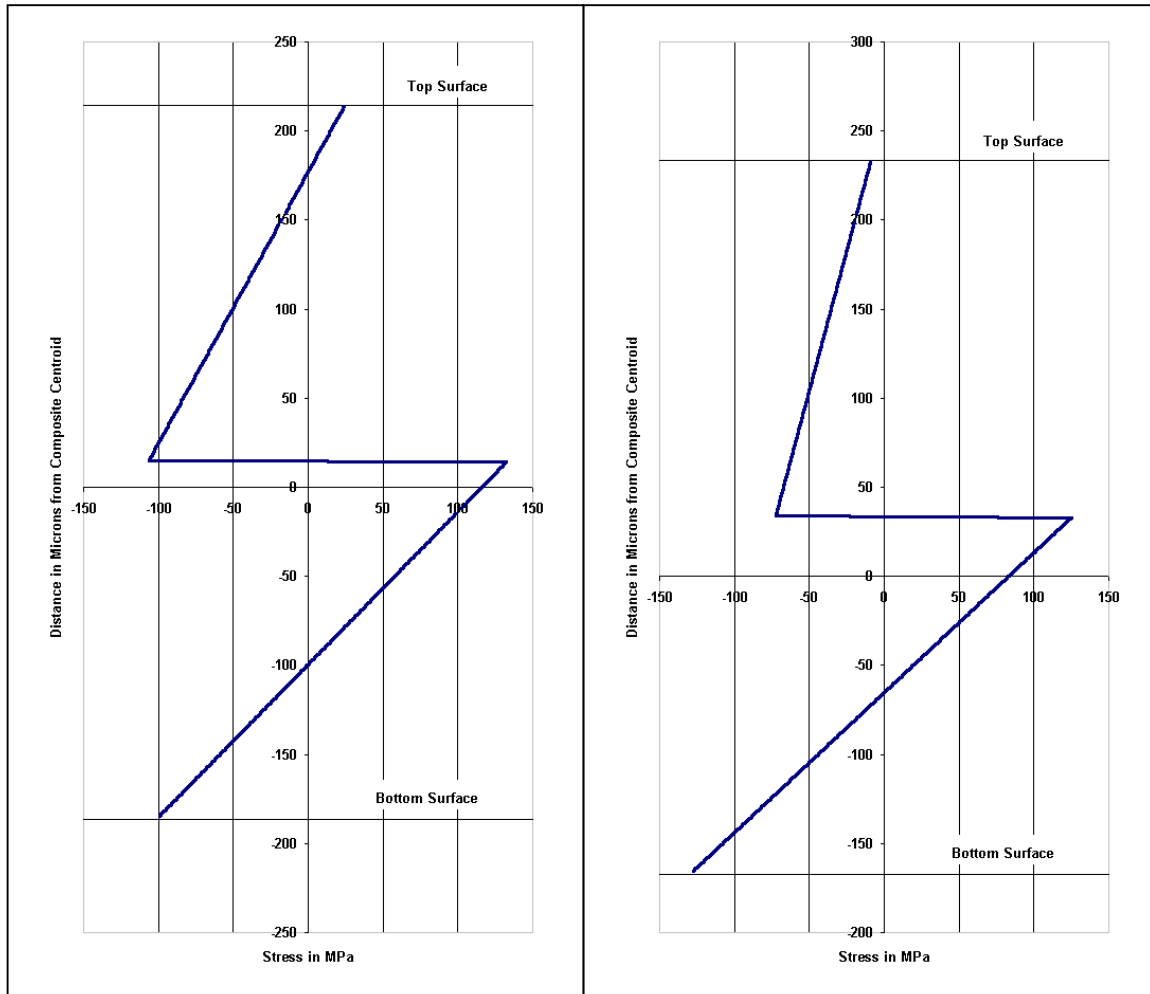 250
Top Surface
200
150
100
50
0
-150 -100 -50 0 50 100 150
-50
-100
-150
Bottom Surface
-200
-250
Distance in Microns from Composite Centroid
Stress in MPa
300
250
Top Surface
200
150
100
50
0
-150 -100 -50 0 50 100 150
-50
-100
-150
Bottom Surface
-200
Distance in Microns from Composite Centroid
Stress in MPa